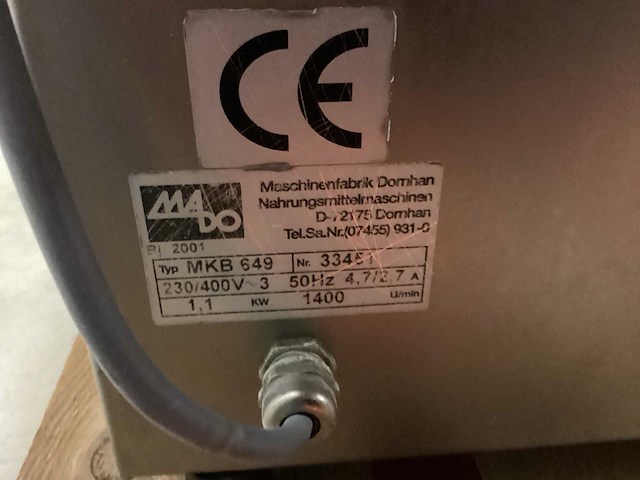 CE
MADO
Maschinenfabrik Dornhan
Nahrungsmittelmaschinen
D-72175 Dornhan
Tel.Sa.Nr.(07455) 931-0
Bj 2001
Typ MKB 649 Nr.
230/400V~3 50Hz 4,7/2,7 A
1,1 KW 1400 U/min